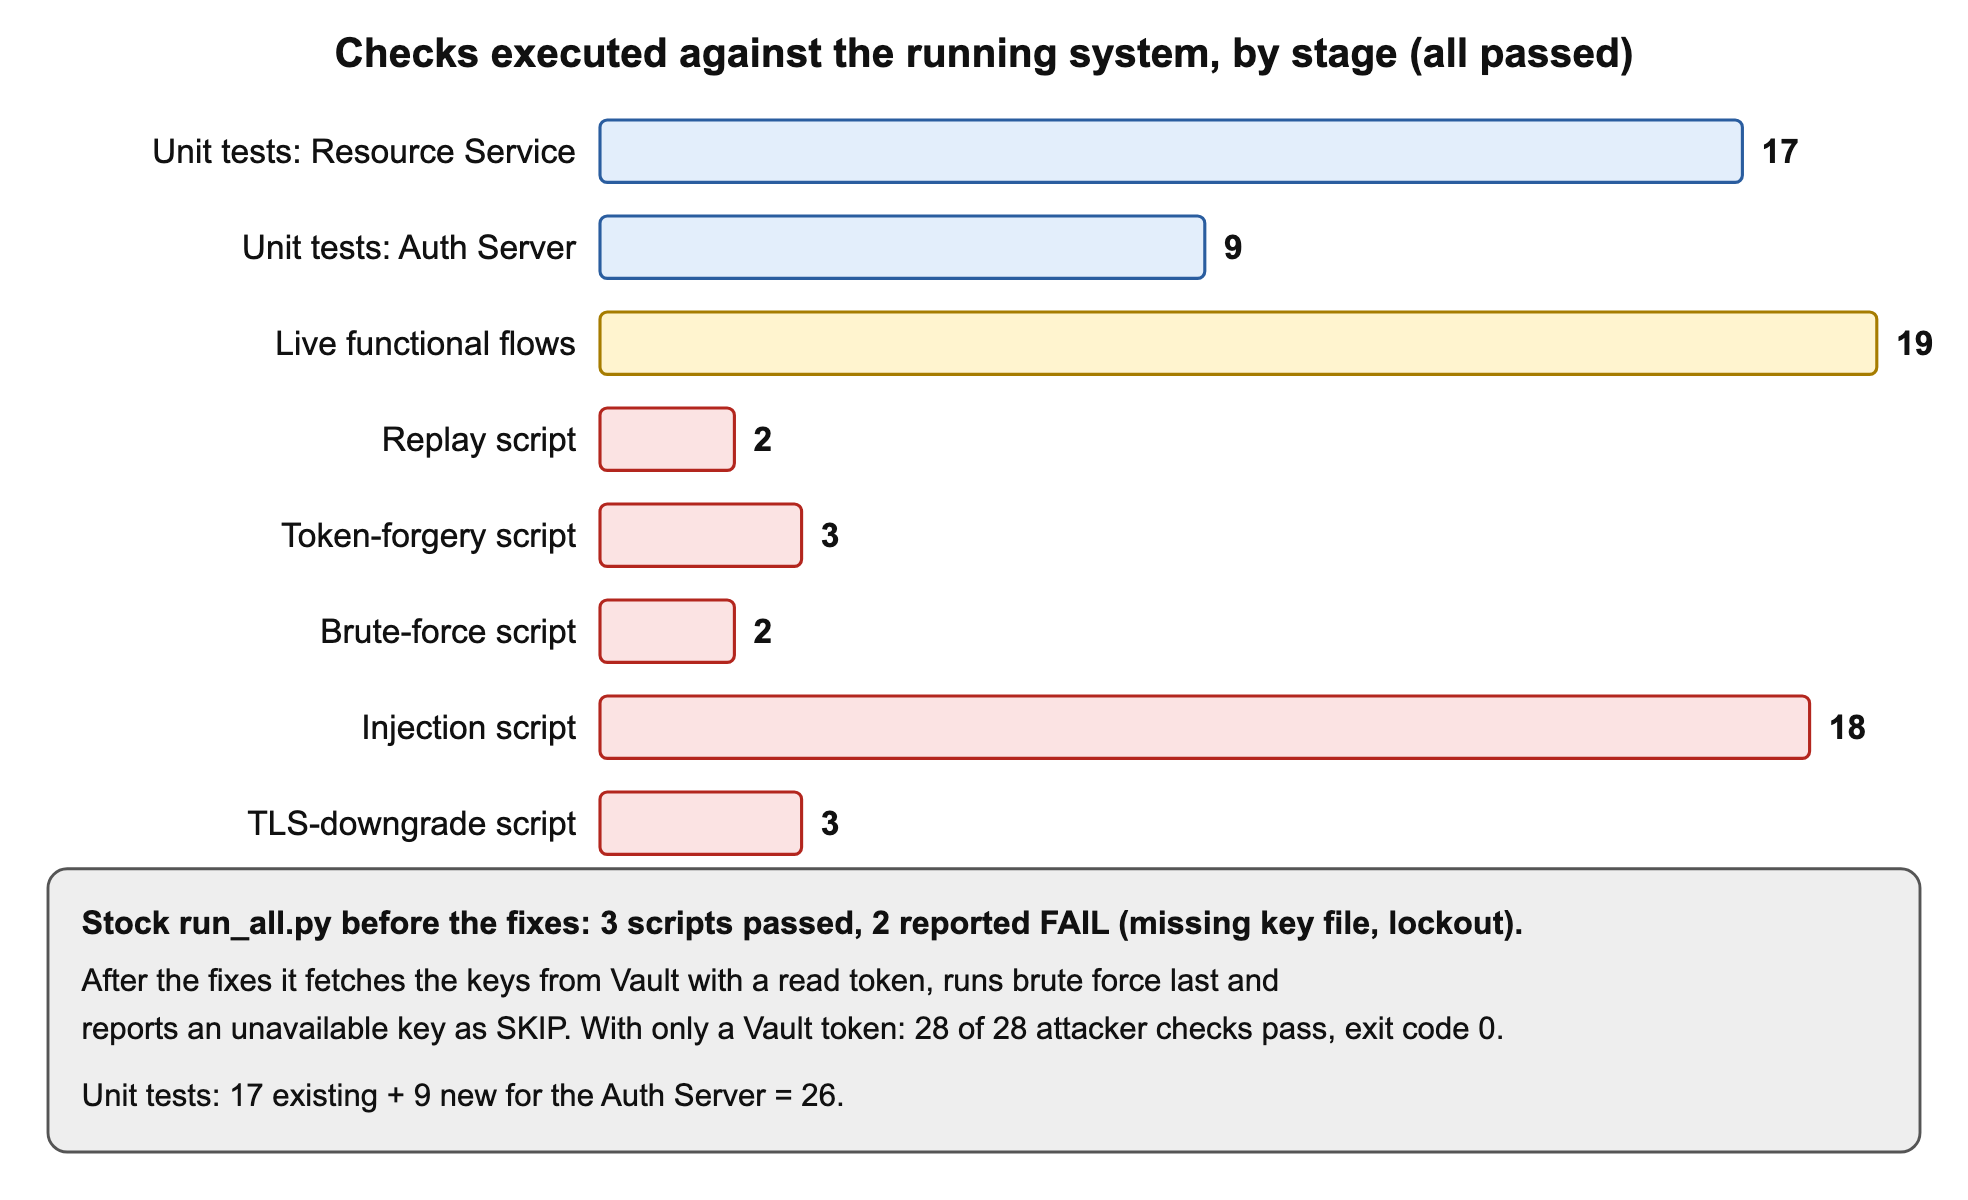 Checks executed against the running system, by stage (all passed)
Unit tests: Resource Service 17
Unit tests: Auth Server 9
Live functional flows 19
Replay script 2
Token-forgery script 3
Brute-force script 2
Injection script 18
TLS-downgrade script 3
Stock run_all.py before the fixes: 3 scripts passed, 2 reported FAIL (missing key file, lockout).
After the fixes it fetches the keys from Vault with a read token, runs brute force last and
reports an unavailable key as SKIP. With only a Vault token: 28 of 28 attacker checks pass, exit code 0.
Unit tests: 17 existing + 9 new for the Auth Server = 26.